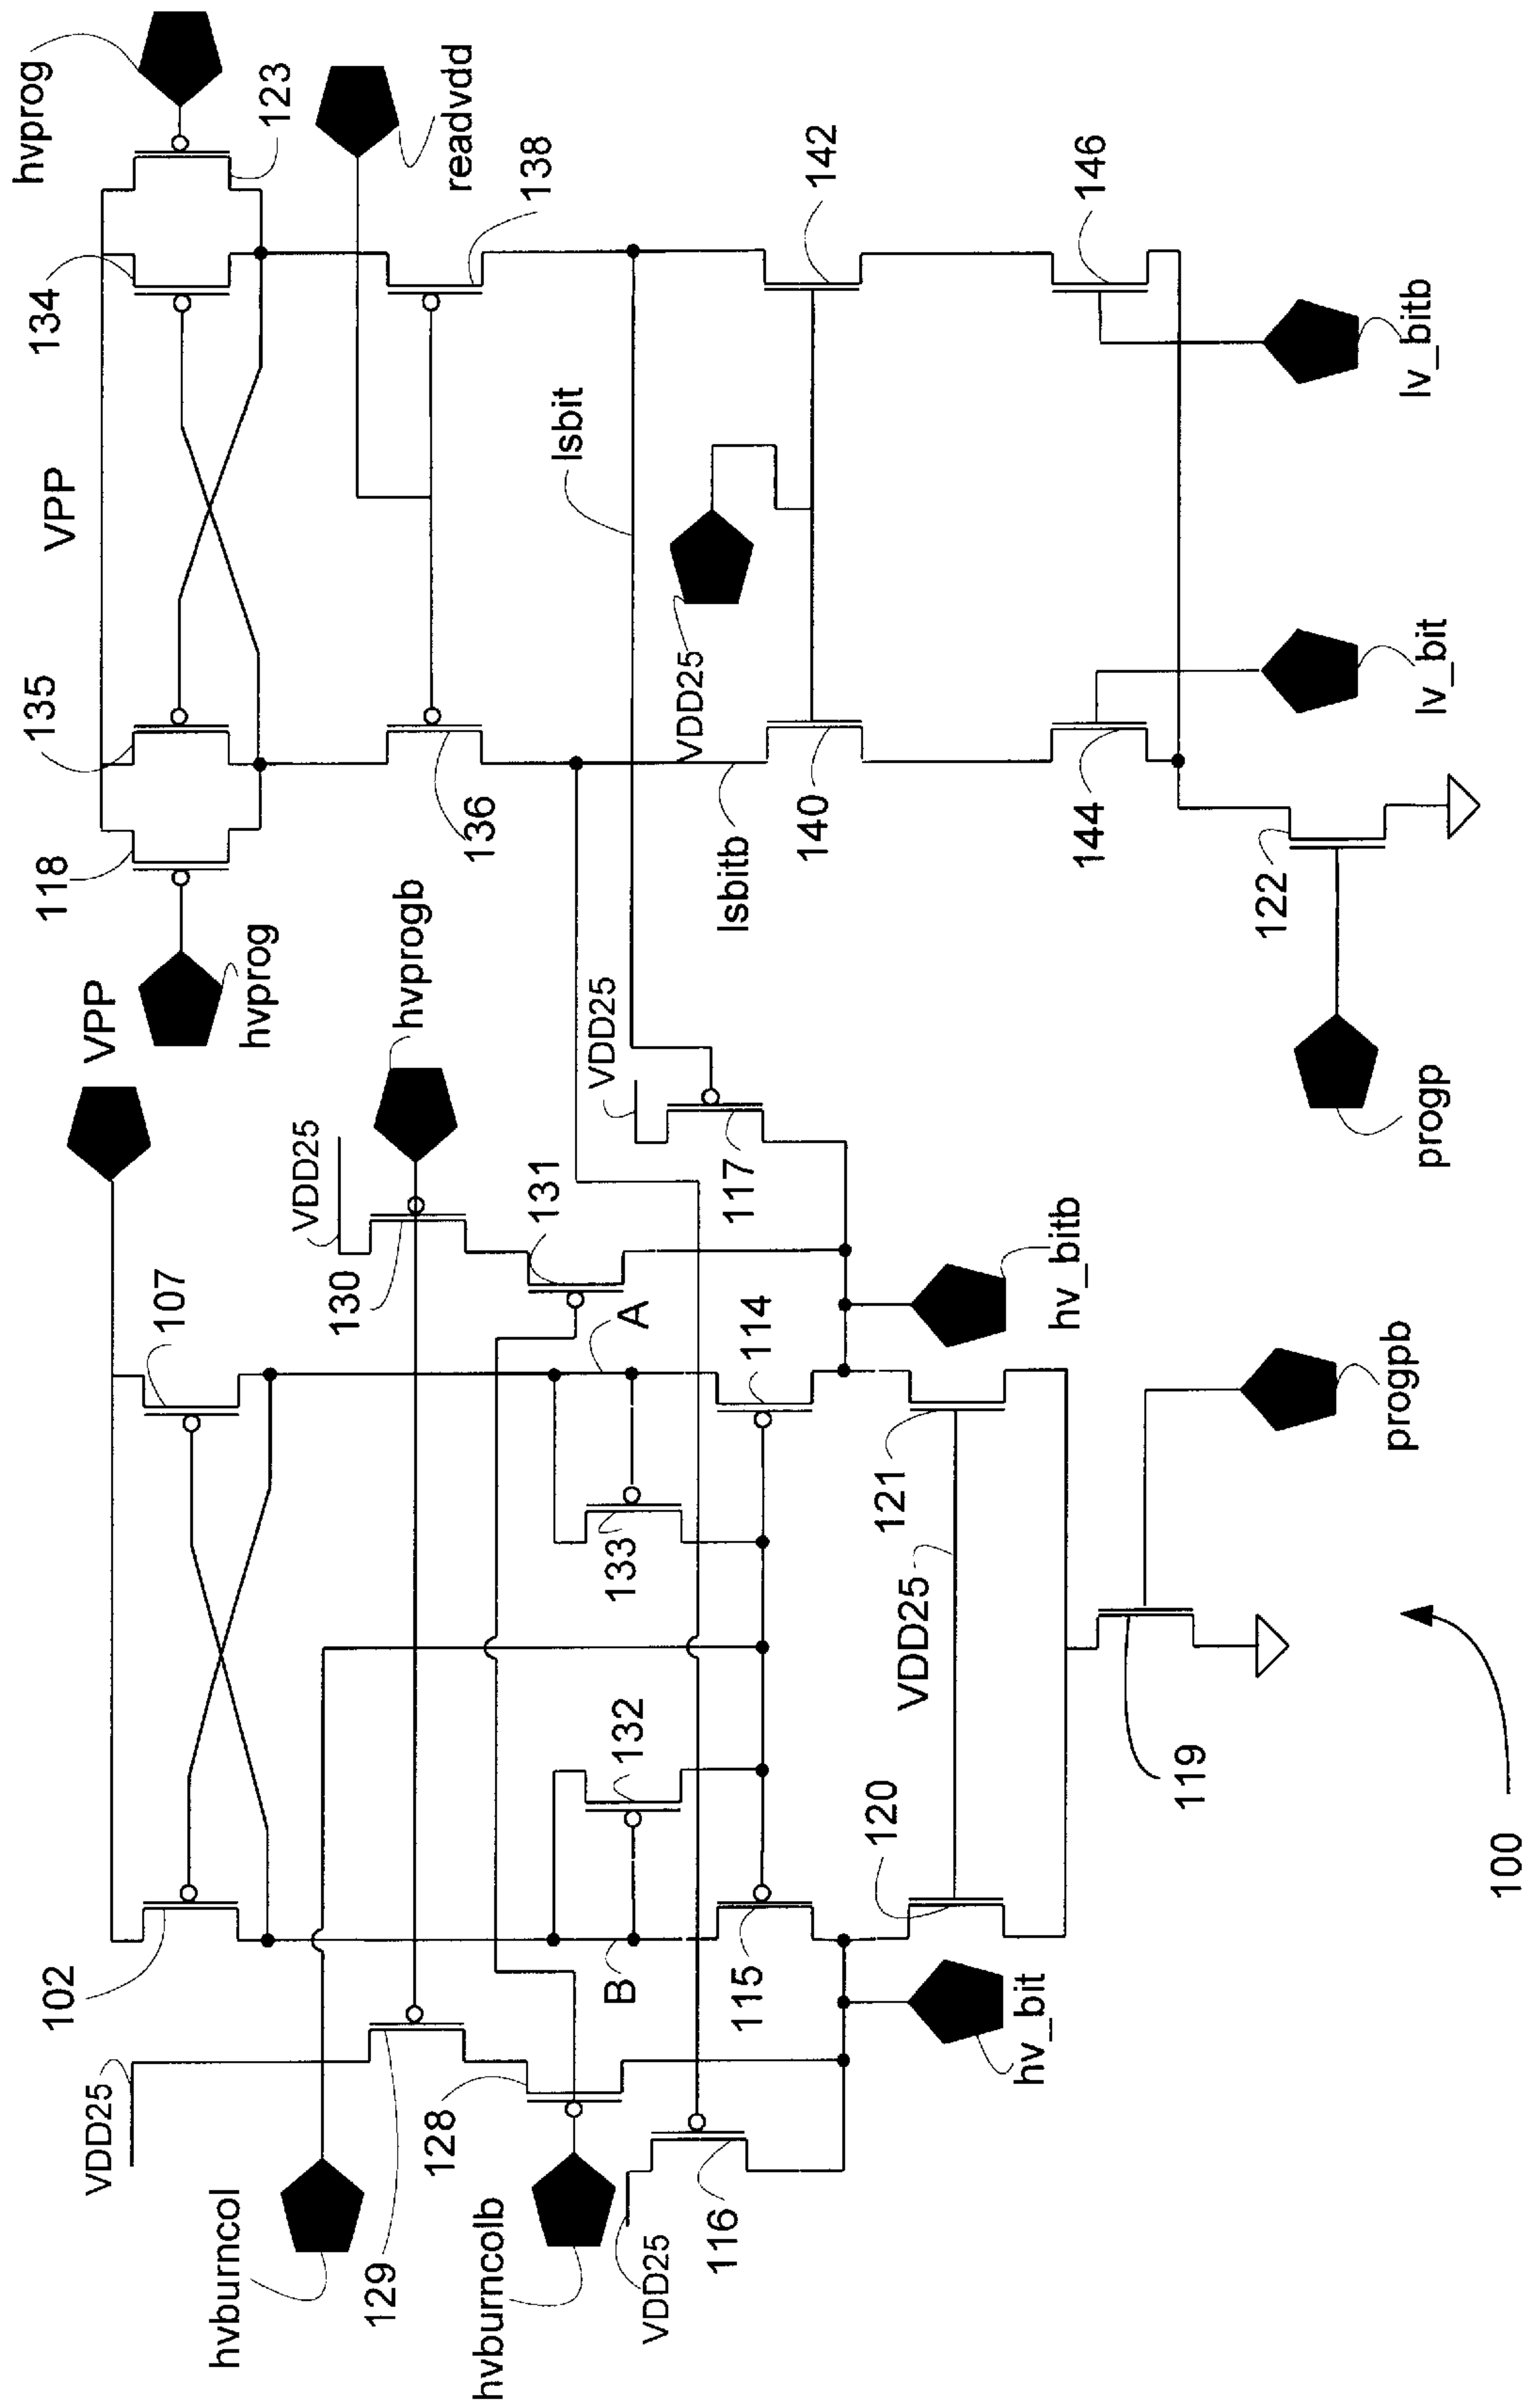 hvprog
123
readvdd
134
138
142
146
lv_bitb
VPP
lsbit
VDD25
135
136
118
hvprog
lsbitb
140
144
lv_bit
122
progp
VPP
hvprogb
VDD25
VDD25
131
117
107
130
A
114
hv_bitb
133
121
progpb
VDD25
132
120
119
102
B
115
hv_bit
100
VDD25
129
128
116
hvburncol
hvburncolb
VDD25